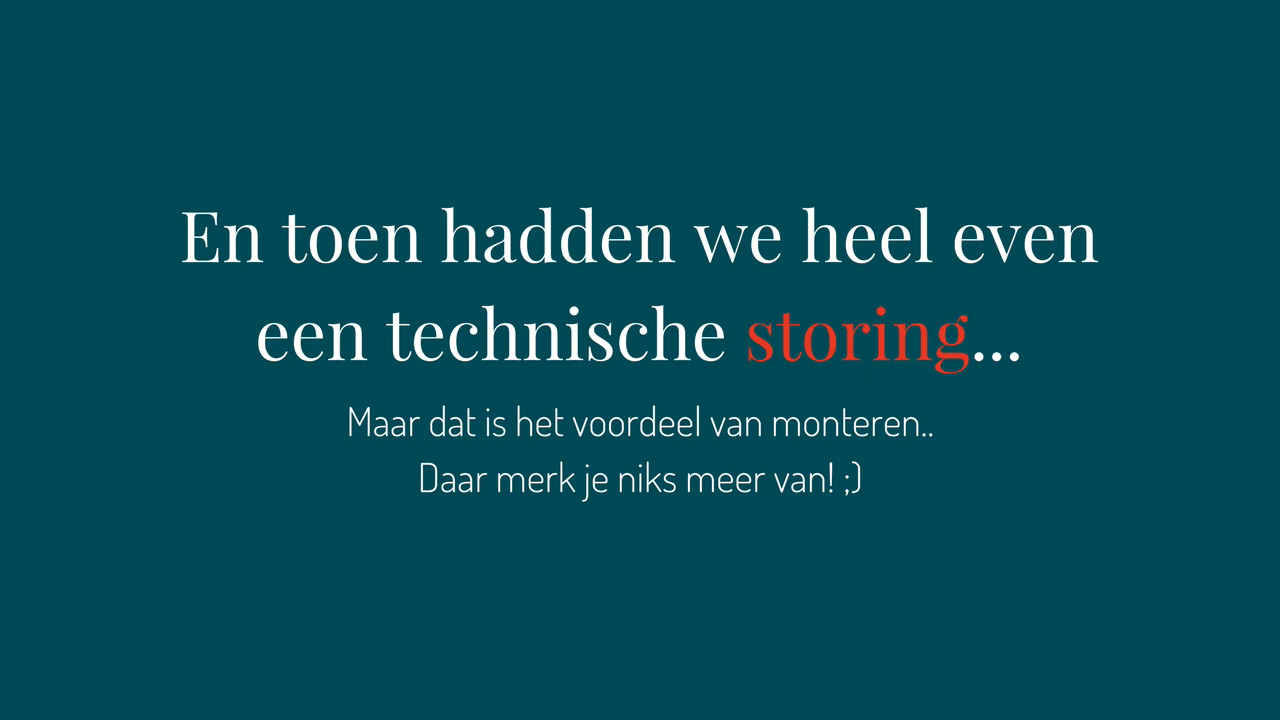 En toen hadden we heel even
een technische storing...
Maar dat is het voordeel van monteren..
Daar merk je niks meer van! ;)